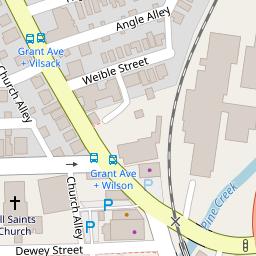 Angle Alley
Grant Ave
+ Vilsack
Weible Street
Church Alley
Grant Ave
+ Wilson
Pine Creek
Church Alley
ll Saints
Church
P
P
Dewey Street